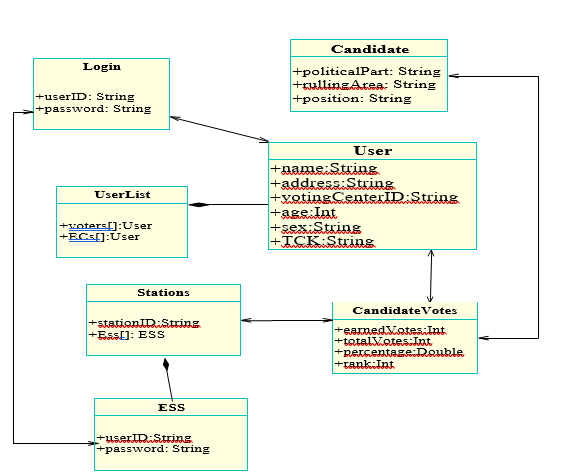 Candidate
+politicalPart: String
+rullingArea: String
+position: String
Login
+userID: String
+password: String
User
+name:String
+address:String
+votingCenterID:String
+age:Int
+sex:String
+TCK:String
UserList
+voters[]:User
+ECs[]:User
Stations
+stationID:String
+Ess[]: ESS
CandidateVotes
+earnedVotes:Int
+totalVotes:Int
+percentage:Double
+rank:Int
ESS
+userID:String
+password: String